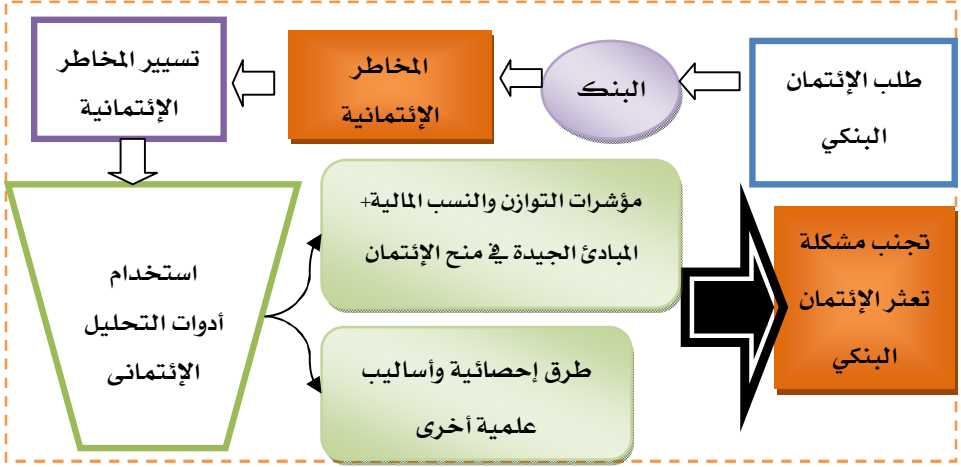 طلب الإئتمان
البنكي
البنك
المخاطر
الإئتمانية
تسيير المخاطر
الإئتمانية
استخدام
أدوات التحليل
الإئتمانى
مؤشرات التوازن والنسب المالية+
المبادئ الجيدة في منح الإئتمان
طرق إحصائية وأساليب
علمية أخرى
تجنب مشكلة
تعثر الإئتمان
البنكي